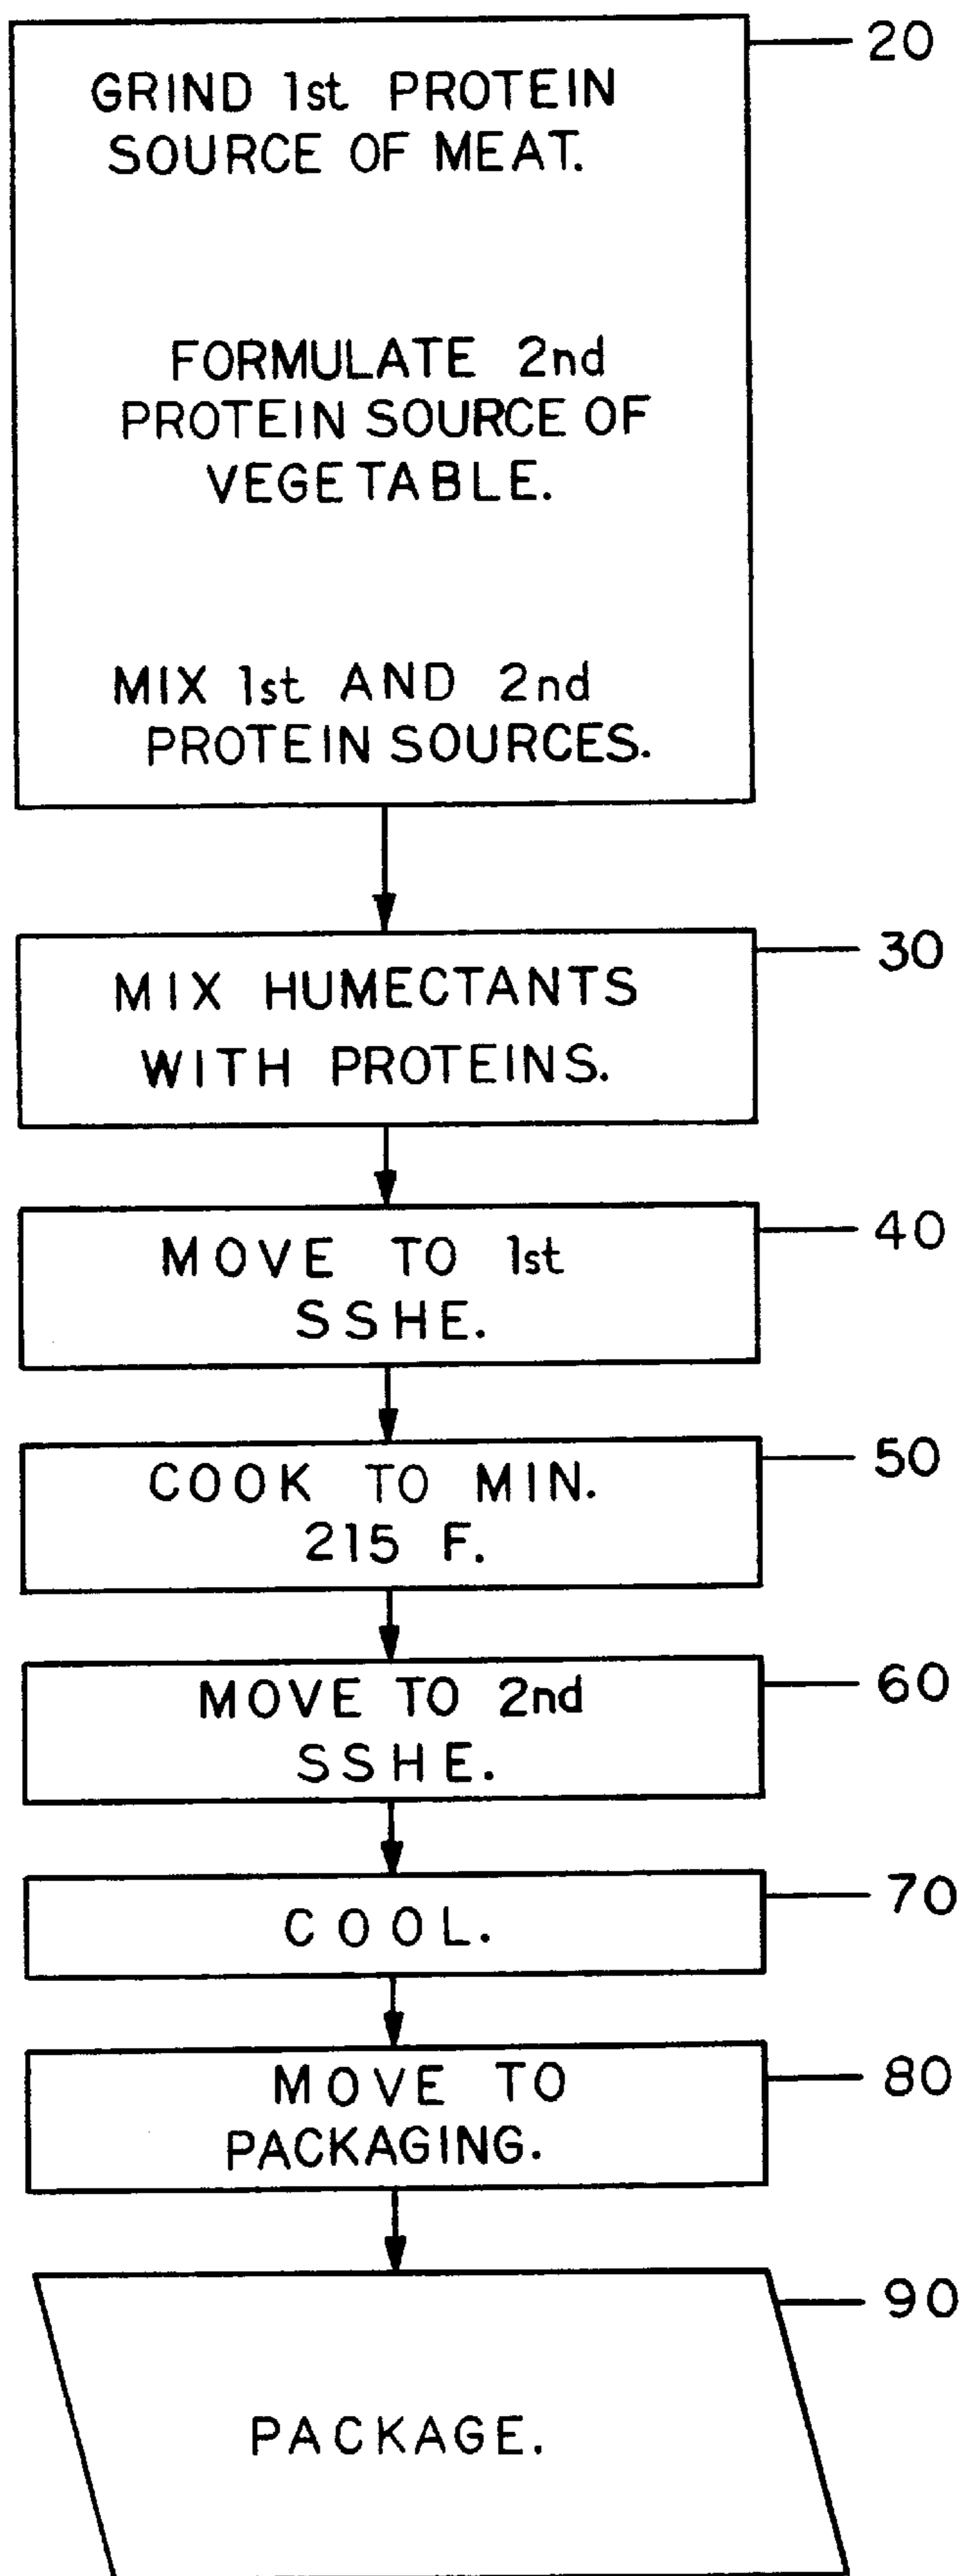 20
GRIND 1st PROTEIN
SOURCE OF MEAT.
FORMULATE 2nd
PROTEIN SOURCE OF
VEGETABLE.
MIX 1st AND 2nd
PROTEIN SOURCES.
30
MIX HUMECTANTS
WITH PROTEINS.
40
MOVE TO 1st
SSHE.
50
COOK TO MIN.
215 F.
60
MOVE TO 2nd
SSHE.
70
COOL.
80
MOVE TO
PACKAGING.
90
PACKAGE.